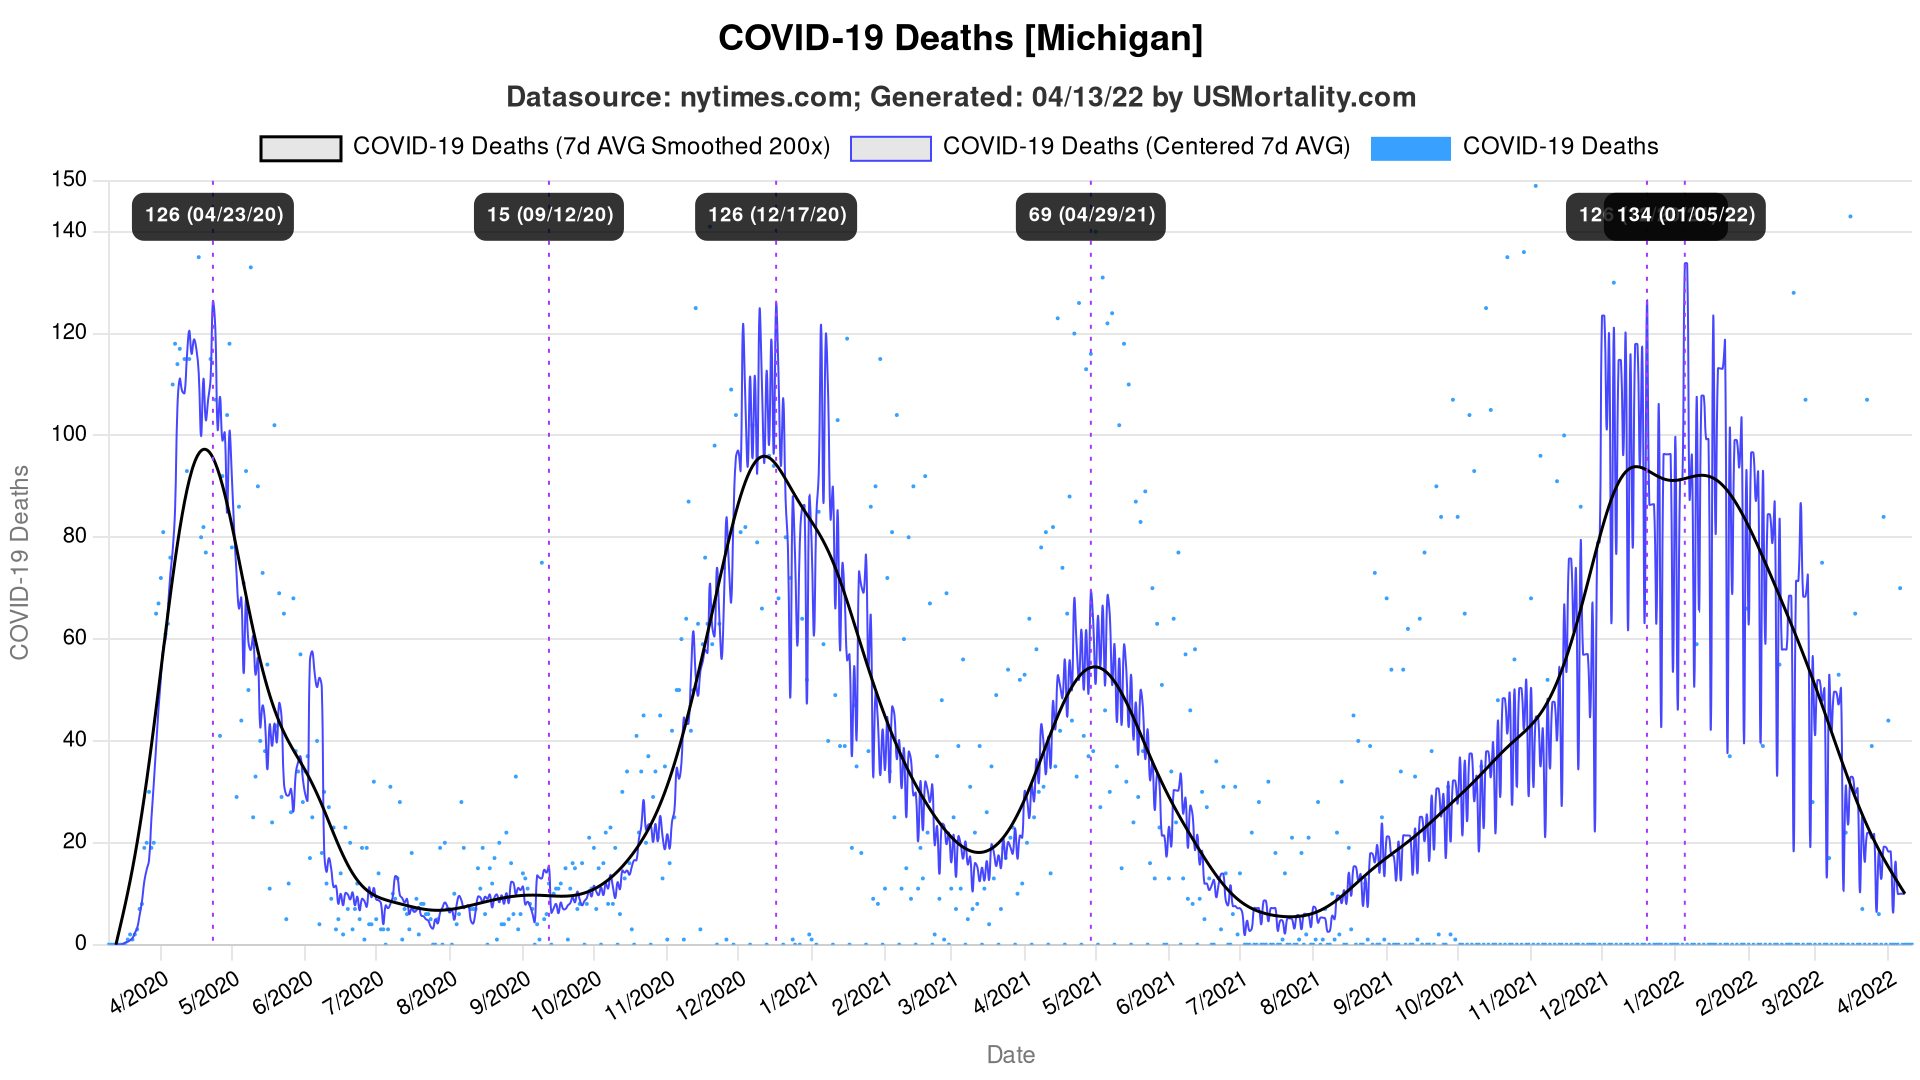 COVID-19 Deaths [Michigan]
Datasource: nytimes.com; Generated: 04/13/22 by USMortality.com
COVID-19 Deaths (7d AVG Smoothed 200x) COVID-19 Deaths (Centered 7d AVG) COVID-19 Deaths
150
126 (04/23/20) 15 (09/12/20) 126 (12/17/20) 69 (04/29/21) 126 134 (01/05/22)
140
120
100
80
60
40
20
0
COVID-19 Deaths
4/2020 5/2020 6/2020 7/2020 8/2020 9/2020 10/2020 11/2020 12/2020 1/2021 2/2021 3/2021 4/2021 5/2021 6/2021 7/2021 8/2021 9/2021 10/2021 11/2021 12/2021 1/2022 2/2022 3/2022 4/2022
Date